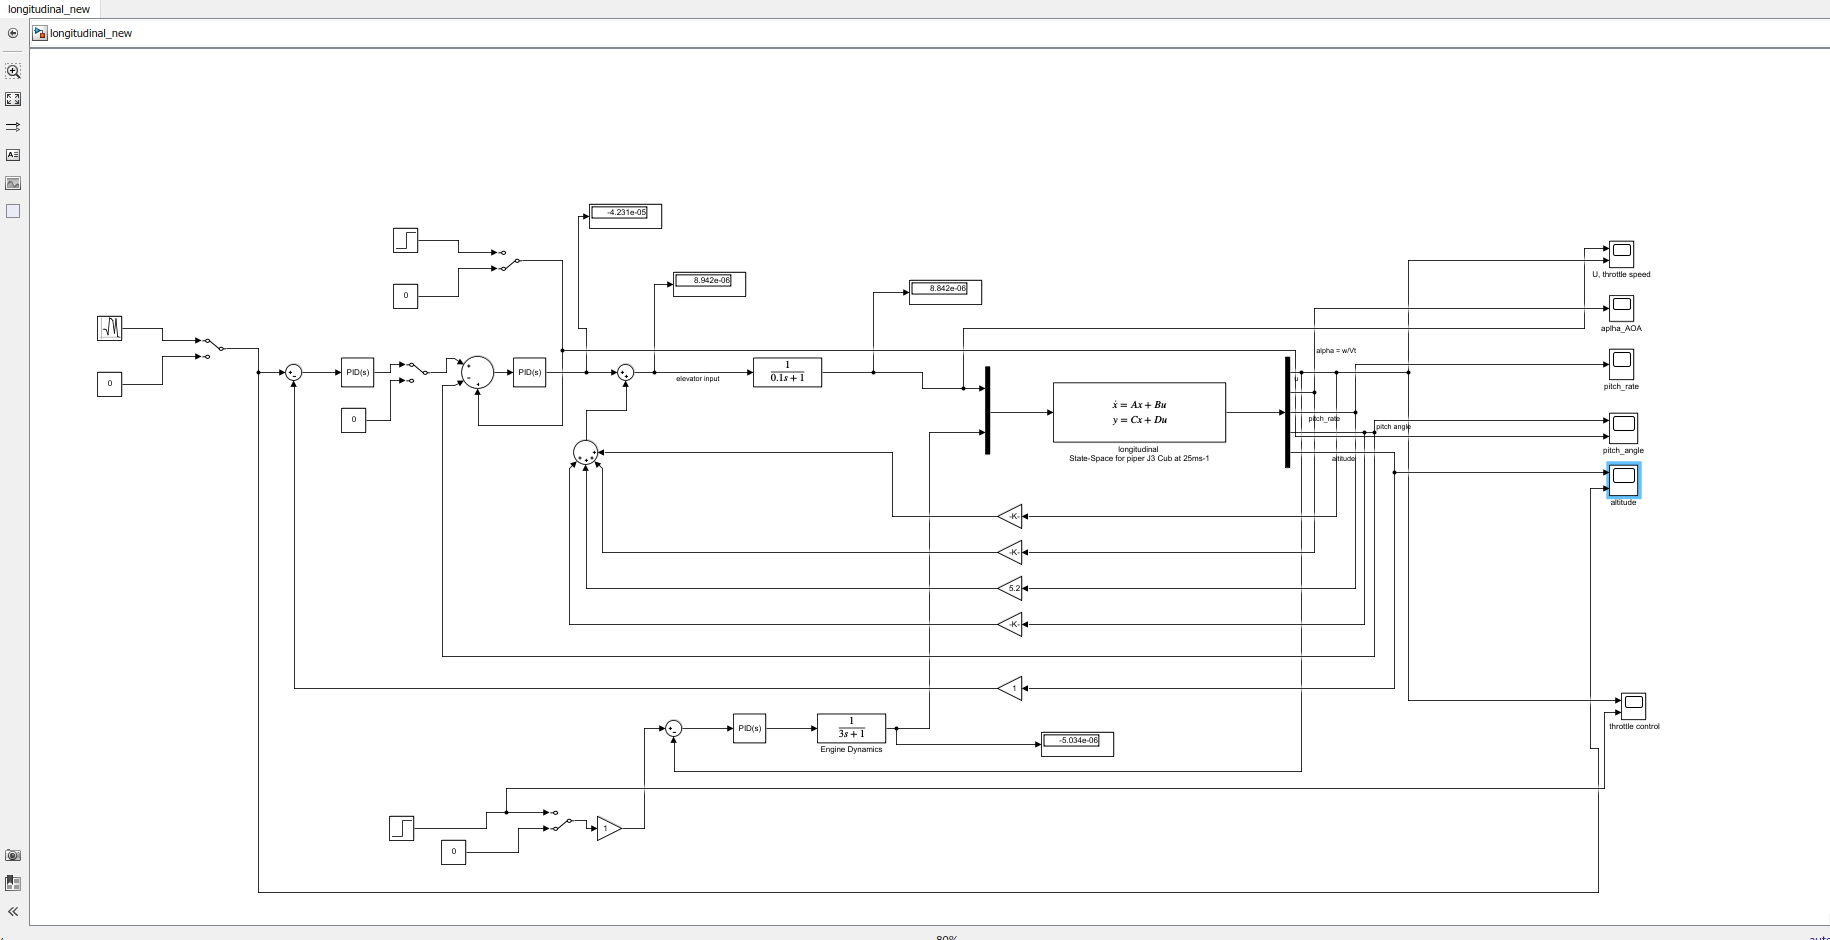 longitudinal_new
longitudinal_new
-4.231e-05
8.942e-06
8.842e-06
0
U, throttle speed
aplha_AOA
alpha = w/Vt
0
PID(s)
PID(s)
elevator input
1
0.1s + 1
u
pitch_rate
0
ẋ = Ax + Bu
y = Cx + Du
longitudinal
State-Space for piper J3 Cub at 25ms-1
pitch_rate
pitch angle
altitude
pitch_angle
altitude
-K-
-K-
5.2
-K-
1
PID(s)
1
3s + 1
Engine Dynamics
-5.034e-06
throttle control
1
0
80%